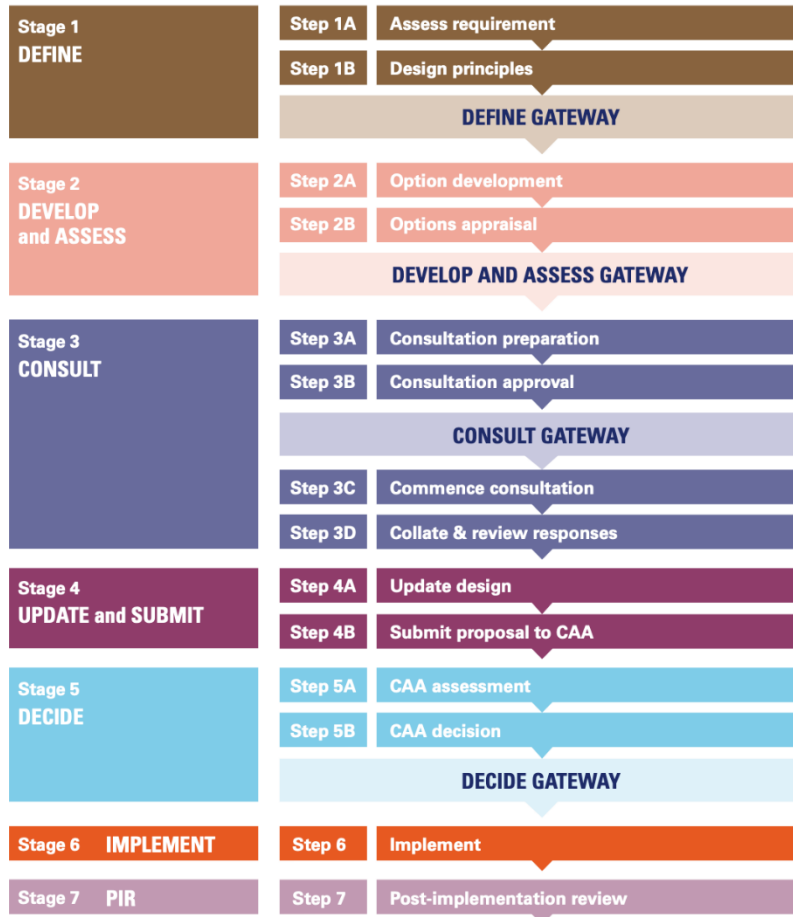 Stage 1
DEFINE
Step 1A Assess requirement
Step 1B Design principles
DEFINE GATEWAY
Stage 2
DEVELOP
and ASSESS
Step 2A Option development
Step 2B Options appraisal
DEVELOP AND ASSESS GATEWAY
Stage 3
CONSULT
Step 3A Consultation preparation
Step 3B Consultation approval
CONSULT GATEWAY
Step 3C Commence consultation
Step 3D Collate & review responses
Stage 4
UPDATE and SUBMIT
Step 4A Update design
Step 4B Submit proposal to CAA
Stage 5
DECIDE
Step 5A CAA assessment
Step 5B CAA decision
DECIDE GATEWAY
Stage 6 IMPLEMENT
Step 6 Implement
Stage 7 PIR
Step 7 Post-implementation review